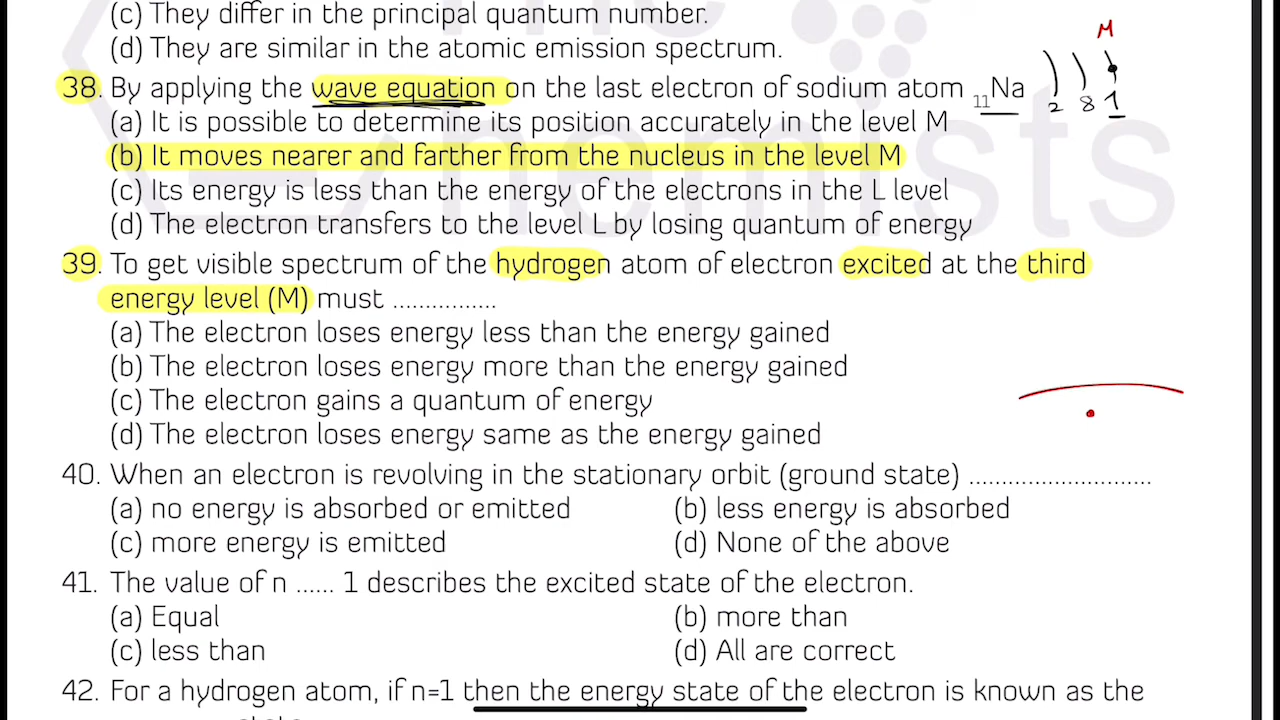 (c) They differ in the principal quantum number.
(d) They are similar in the atomic emission spectrum.
M
38. By applying the wave equation on the last electron of sodium atom ₁₁Na
2 8 1
(a) It is possible to determine its position accurately in the level M
(b) It moves nearer and farther from the nucleus in the level M
(c) Its energy is less than the energy of the electrons in the L level
(d) The electron transfers to the level L by losing quantum of energy
39. To get visible spectrum of the hydrogen atom of electron excited at the third
energy level (M) must ................
(a) The electron loses energy less than the energy gained
(b) The electron loses energy more than the energy gained
(c) The electron gains a quantum of energy
(d) The electron loses energy same as the energy gained
40. When an electron is revolving in the stationary orbit (ground state) ............................
(a) no energy is absorbed or emitted (b) less energy is absorbed
(c) more energy is emitted (d) None of the above
41. The value of n ...... 1 describes the excited state of the electron.
(a) Equal (b) more than
(c) less than (d) All are correct
42. For a hydrogen atom, if n=1 then the energy state of the electron is known as the